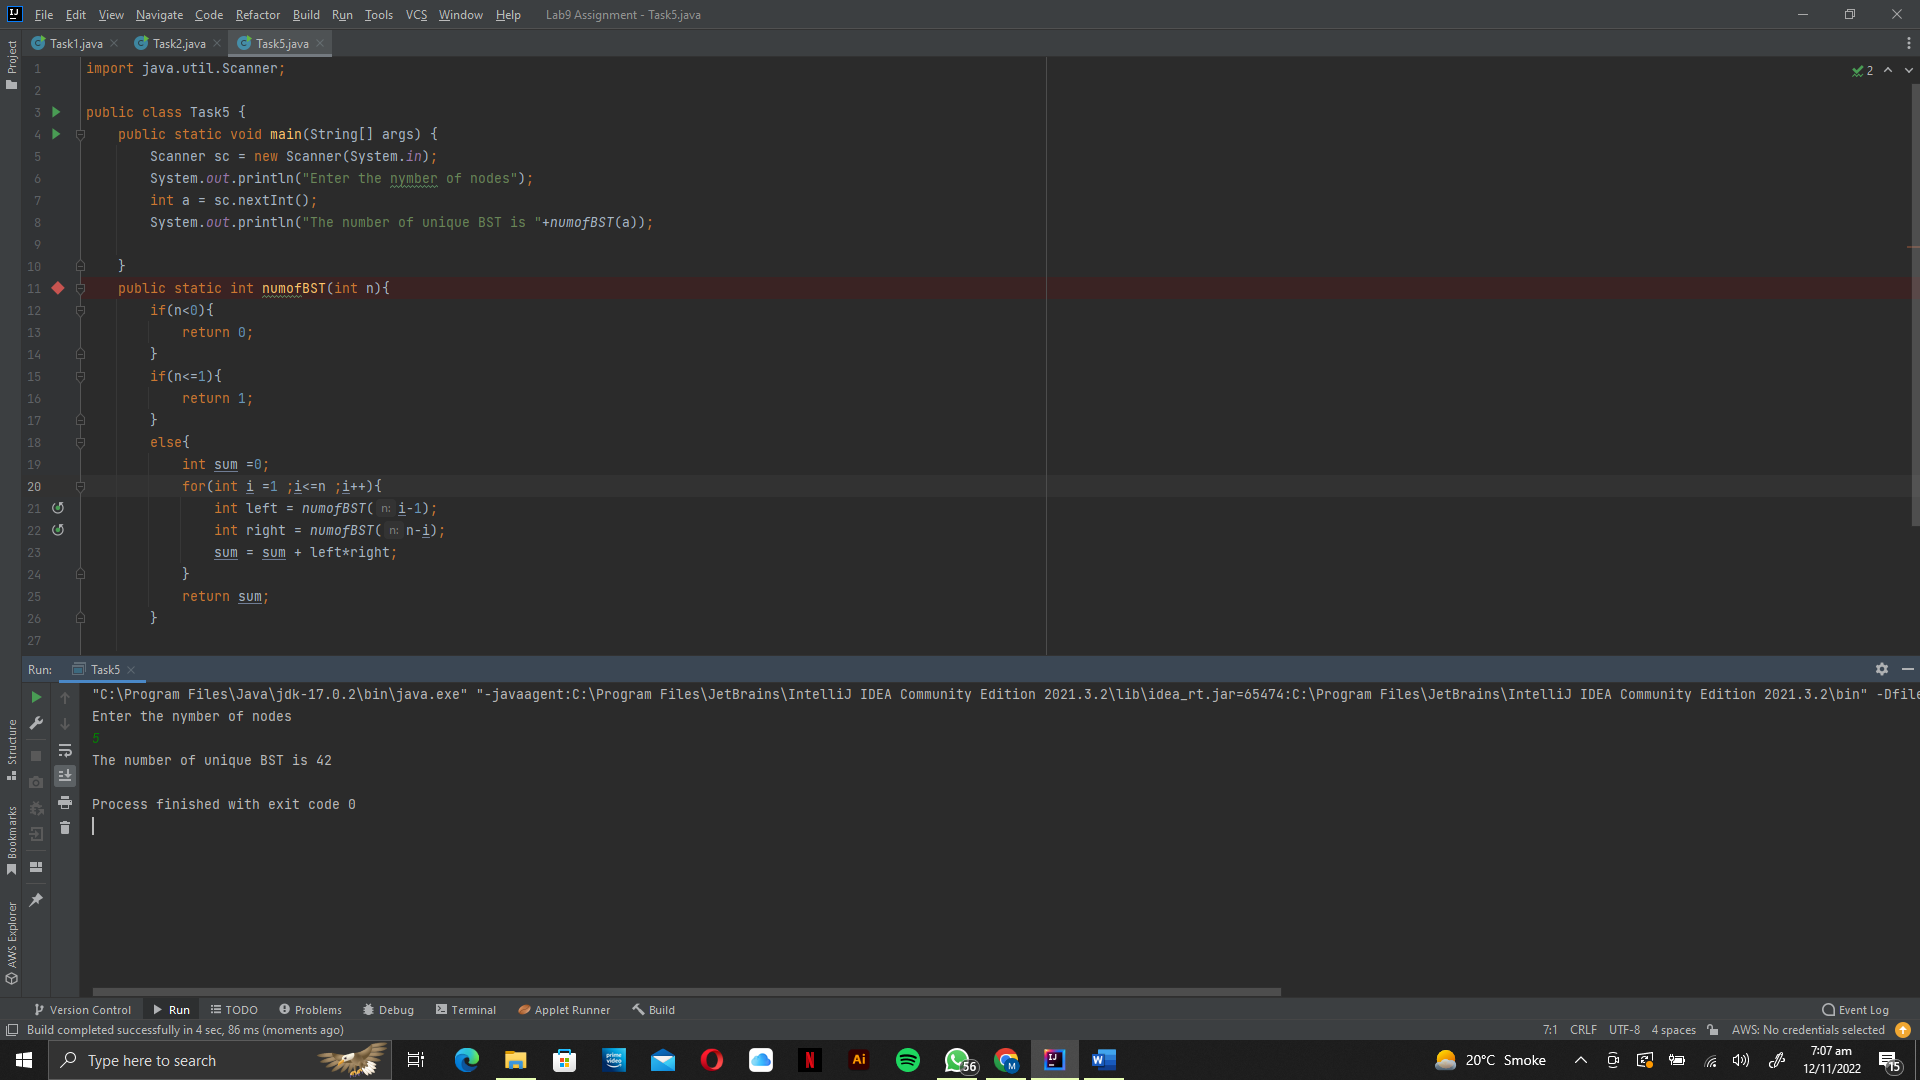 File Edit View Navigate Code Refactor Build Run Tools VCS Window Help Lab9 Assignment - Task5.java
Task1.java Task2.java Task5.java
Project
1 import java.util.Scanner;
2
3 public class Task5 {
4 public static void main(String[] args) {
5 Scanner sc = new Scanner(System.in);
6 System.out.println("Enter the nymber of nodes");
7 int a = sc.nextInt();
8 System.out.println("The number of unique BST is "+numofBST(a));
9
10 }
11 public static int numofBST(int n){
12 if(n<0){
13 return 0;
14 }
15 if(n<=1){
16 return 1;
17 }
18 else{
19 int sum =0;
20 for(int i =1 ;i<=n ;i++){
21 int left = numofBST( n: i-1);
22 int right = numofBST( n: n-i);
23 sum = sum + left*right;
24 }
25 return sum;
26 }
27
2
Run: Task5
"C:\Program Files\Java\jdk-17.0.2\bin\java.exe" "-javaagent:C:\Program Files\JetBrains\IntelliJ IDEA Community Edition 2021.3.2\lib\idea_rt.jar=65474:C:\Program Files\JetBrains\IntelliJ IDEA Community Edition 2021.3.2\bin" -Dfile
Enter the nymber of nodes
5
The number of unique BST is 42
Process finished with exit code 0
Structure
Bookmarks
AWS Explorer
Version Control Run TODO Problems Debug Terminal Applet Runner Build Event Log
Build completed successfully in 4 sec, 86 ms (moments ago) 7:1 CRLF UTF-8 4 spaces AWS: No credentials selected
Type here to search prime video N Ai 56 M IJ W 20°C Smoke 7:07 am
12/11/2022 15